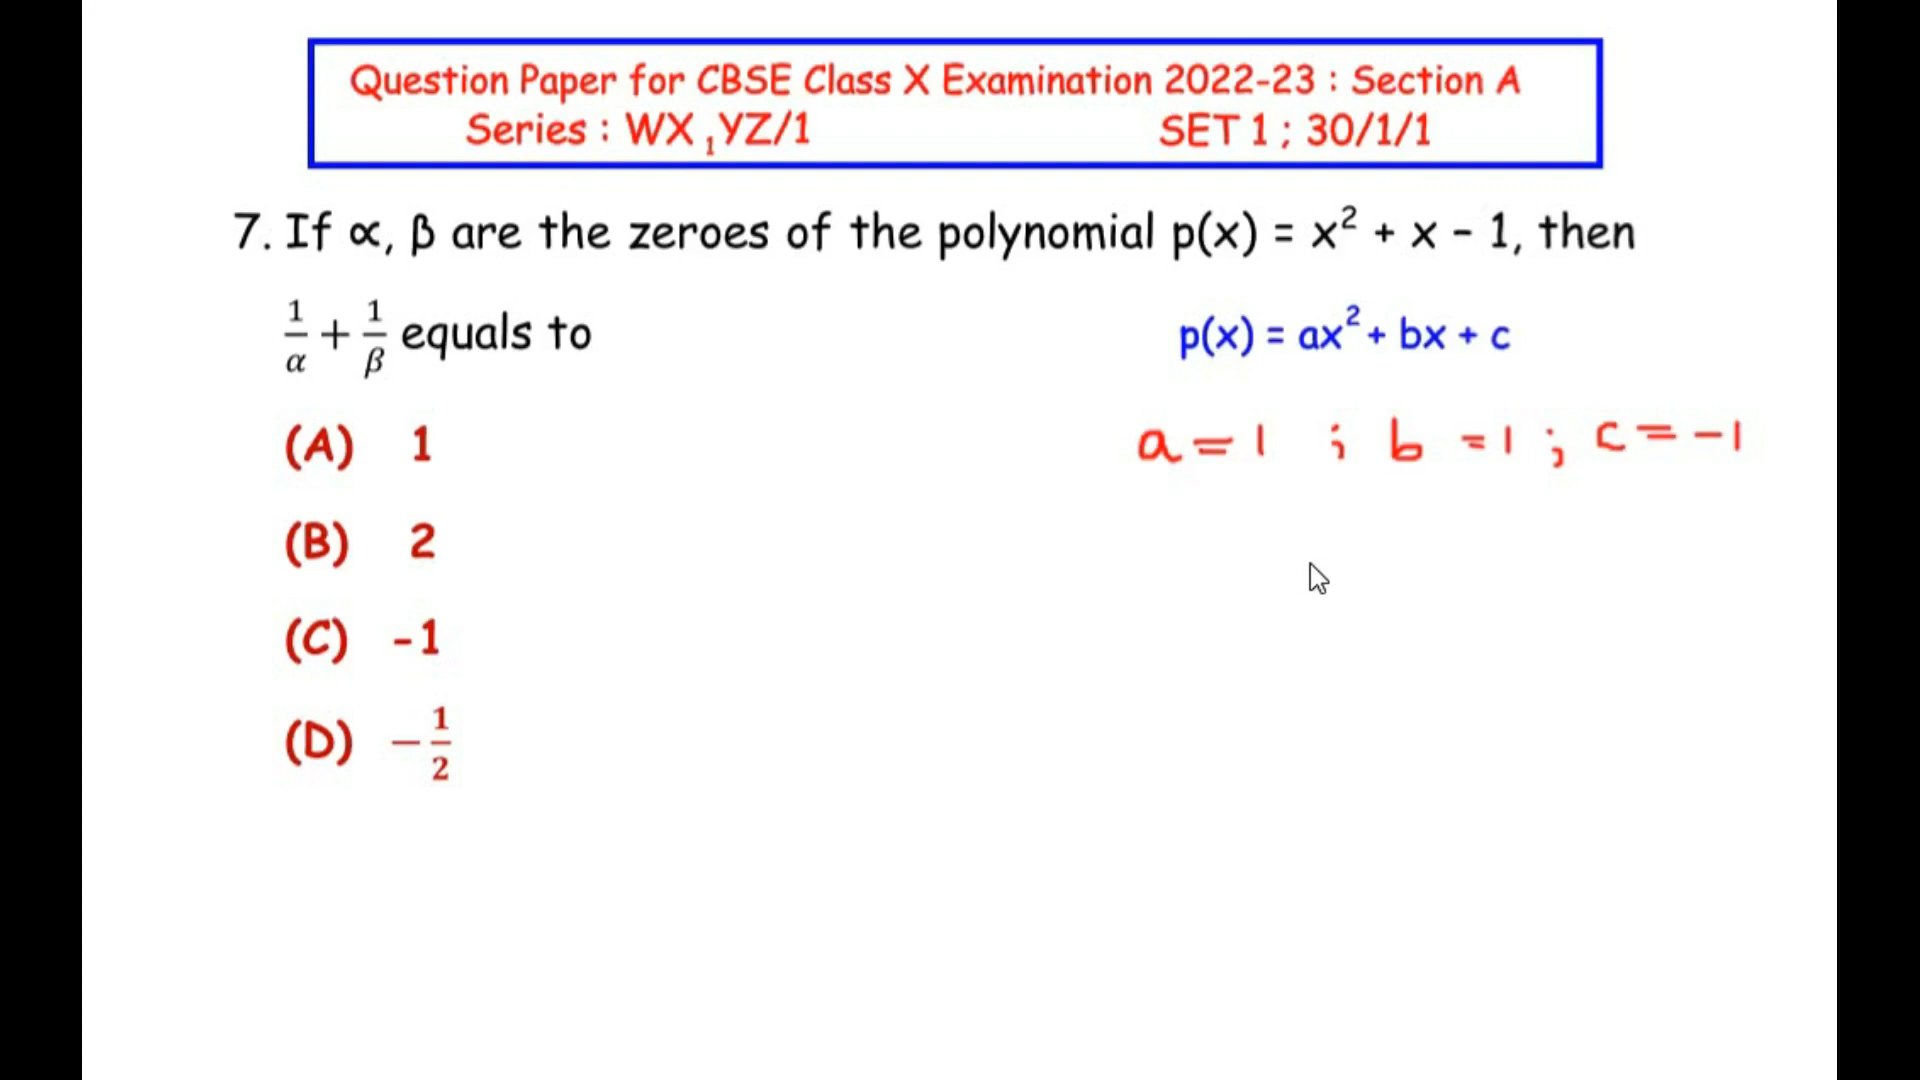 Question Paper for CBSE Class X Examination 2022-23 : Section A
Series : WX ₁YZ/1 SET 1 ; 30/1/1
7. If α, β are the zeroes of the polynomial p(x) = x² + x - 1, then
1/α + 1/β equals to
p(x) = ax² + bx + c
(A) 1
a = 1 ; b = 1 ; c = -1
(B) 2
(C) -1
(D) -1/2